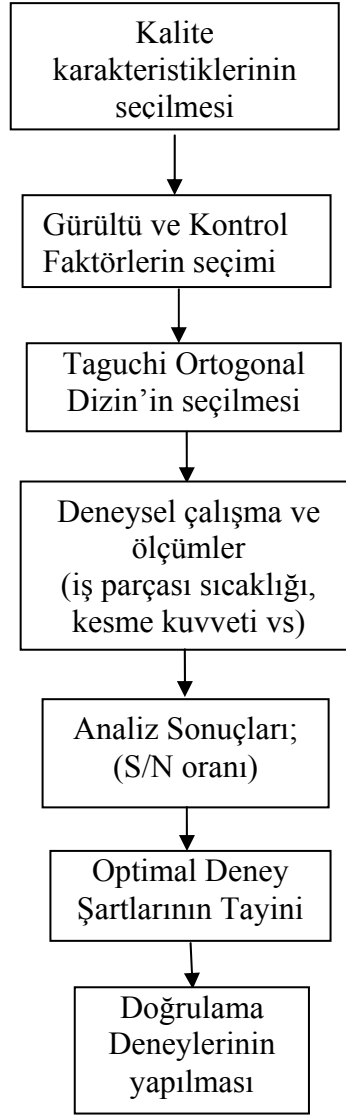 Kalite
karakteristiklerinin
seçilmesi
Gürültü ve Kontrol
Faktörlerin seçimi
Taguchi Ortogonal
Dizin’in seçilmesi
Deneysel çalışma ve
ölçümler
(iş parçası sıcaklığı,
kesme kuvveti vs)
Analiz Sonuçları;
(S/N oranı)
Optimal Deney
Şartlarının Tayini
Doğrulama
Deneylerinin
yapılması